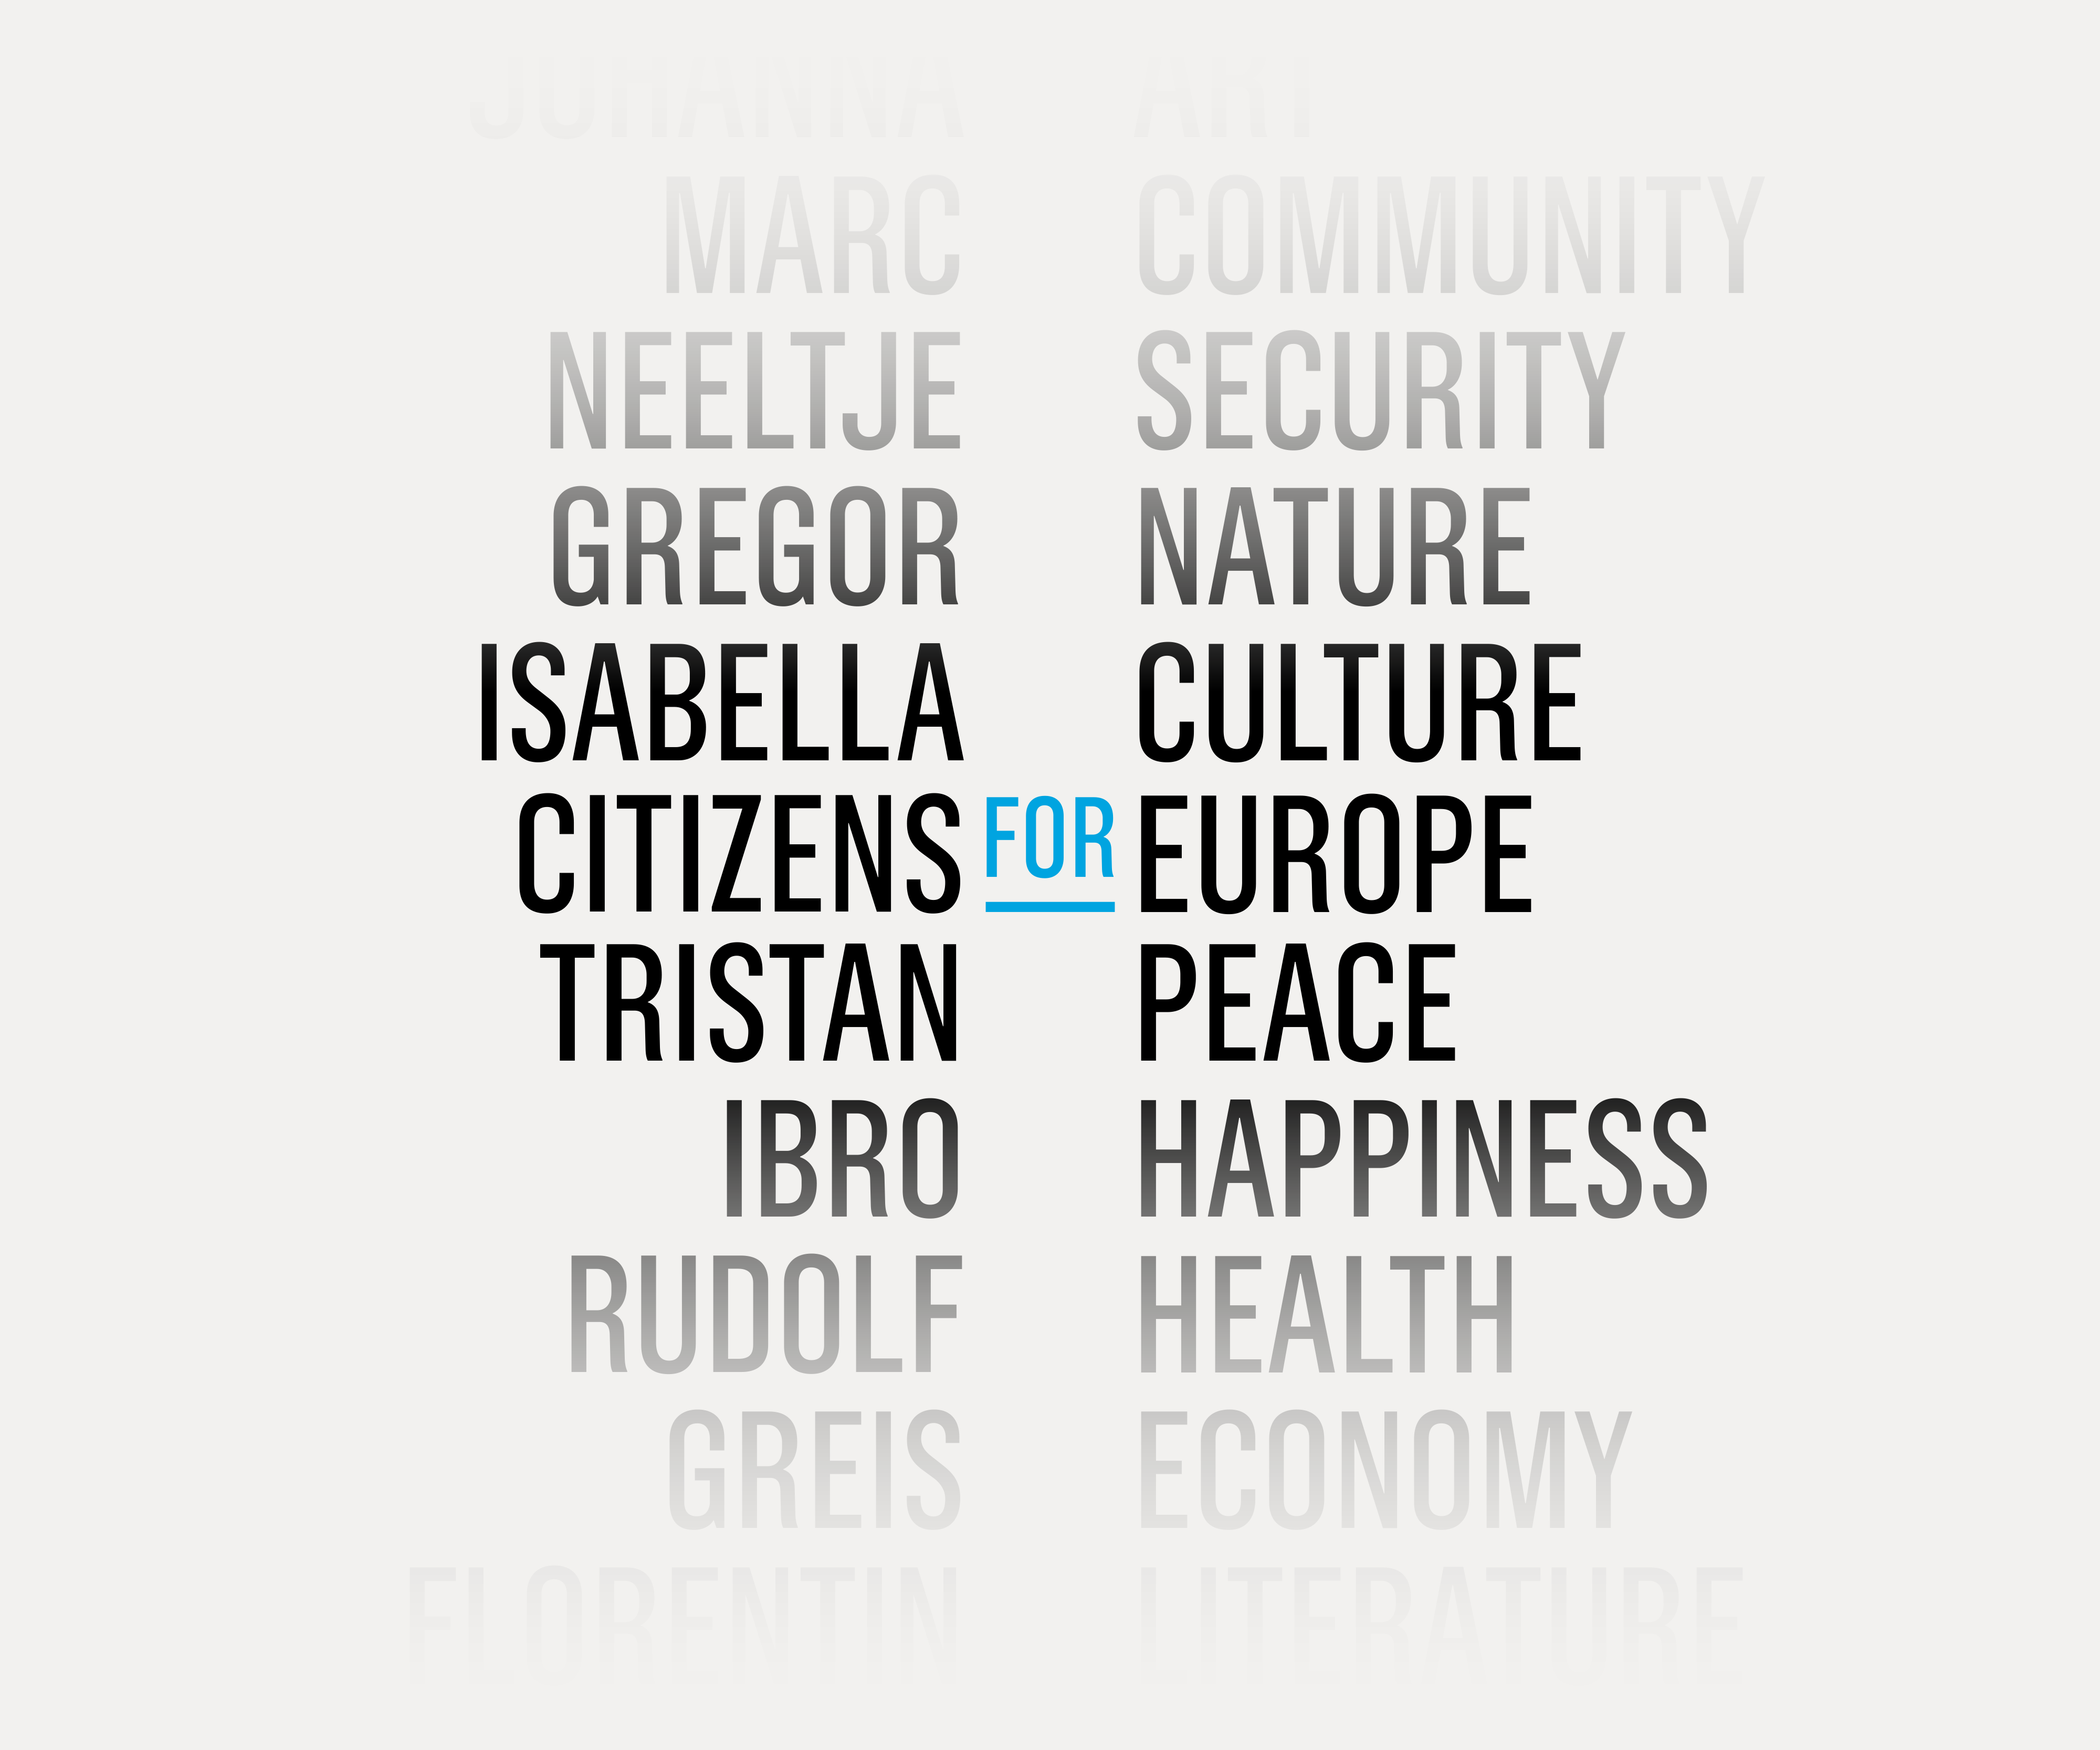 JOHANNA ART
MARC COMMUNITY
NEELTJE SECURITY
GREGOR NATURE
ISABELLA CULTURE
CITIZENS FOR EUROPE
TRISTAN PEACE
IBRO HAPPINESS
RUDOLF HEALTH
GREIS ECONOMY
FLORENTIN LITERATURE